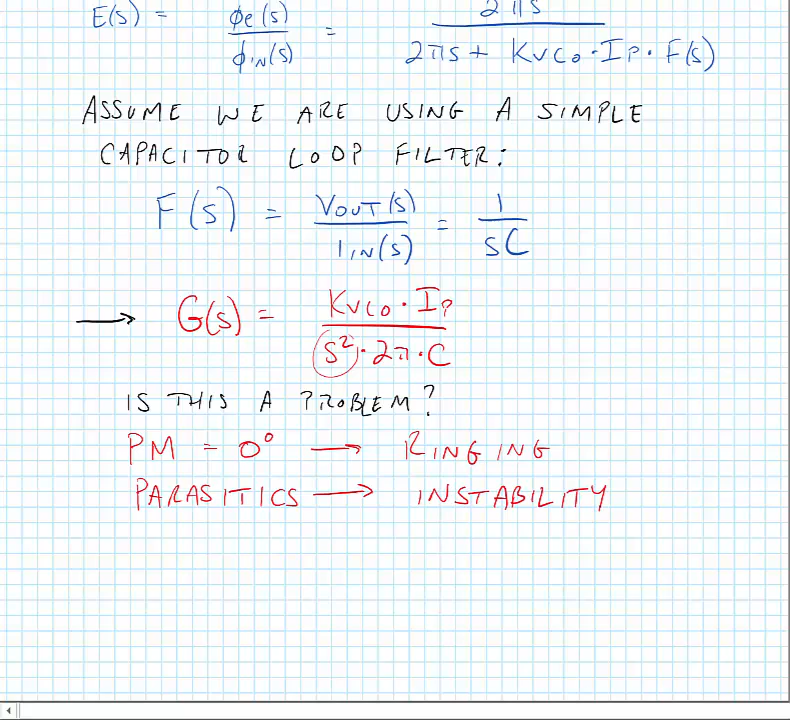 E(s) = φe(s) / φIN(s) = 2πs / 2πs + KVCO · IP · F(s)
ASSUME WE ARE USING A SIMPLE
CAPACITOR LOOP FILTER:
F(s) = VOUT(s) / IIN(s) = 1 / sC
→ G(s) = KVCO · IP / s² · 2π · C
IS THIS A PROBLEM?
PM = 0° → RINGING
PARASITICS → INSTABILITY